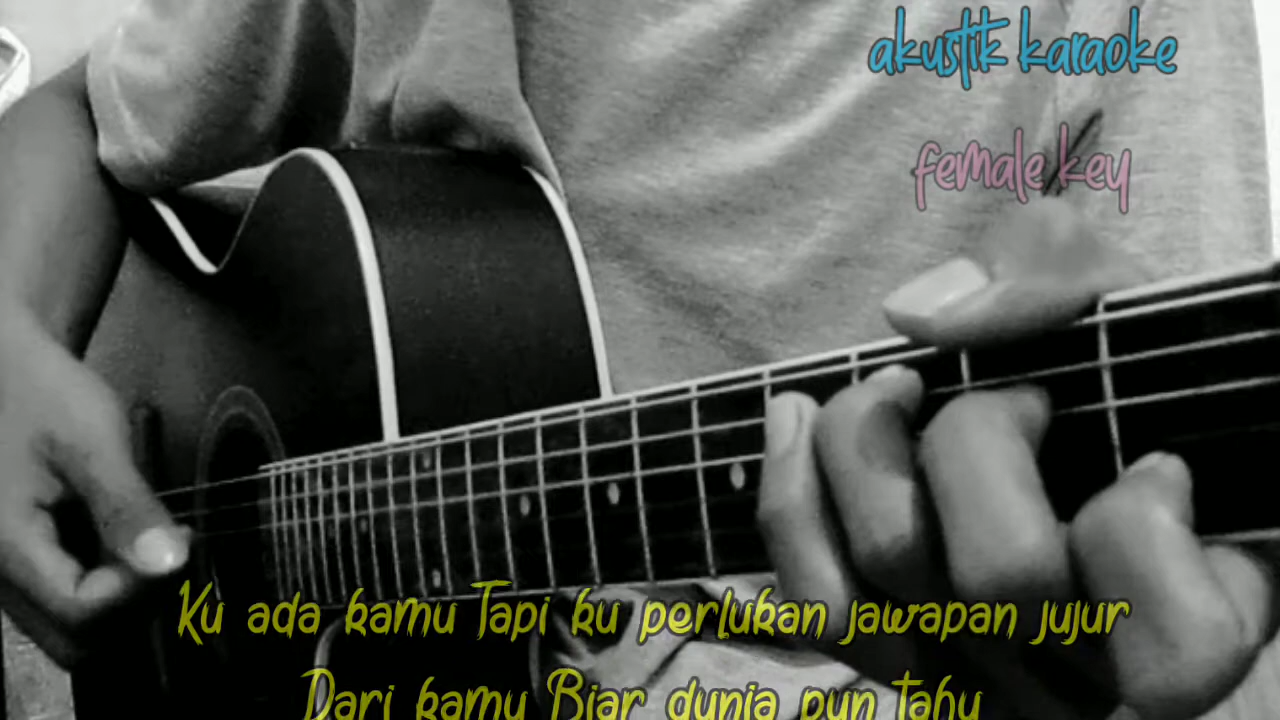 akustik karaoke
female key
Ku ada kamu Tapi ku perlukan jawapan jujur
Dari kamu Biar dunia pun tahu